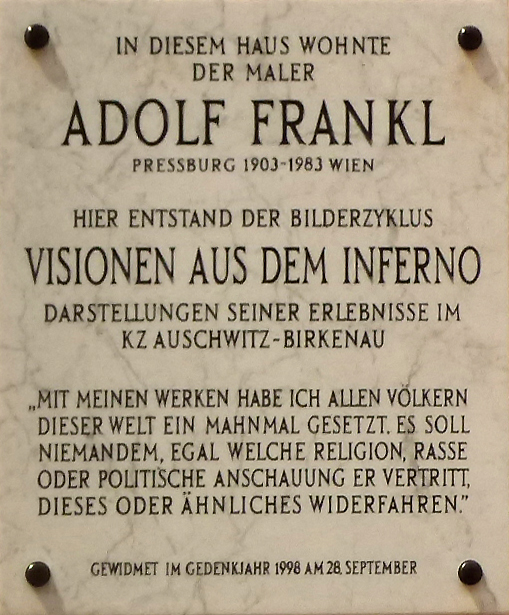 IN DIESEM HAUS WOHNTE
DER MALER
ADOLF FRANKL
PRESSBURG 1903-1983 WIEN
HIER ENTSTAND DER BILDERZYKLUS
VISIONEN AUS DEM INFERNO
DARSTELLUNGEN SEINER ERLEBNISSE IM
KZ AUSCHWITZ-BIRKENAU
„MIT MEINEN WERKEN HABE ICH ALLEN VÖLKERN
DIESER WELT EIN MAHNMAL GESETZT. ES SOLL
NIEMANDEM, EGAL WELCHE RELIGION, RASSE
ODER POLITISCHE ANSCHAUUNG ER VERTRITT,
DIESES ODER ÄHNLICHES WIDERFAHREN.”
GEWIDMET IM GEDENKJAHR 1998 AM 28. SEPTEMBER